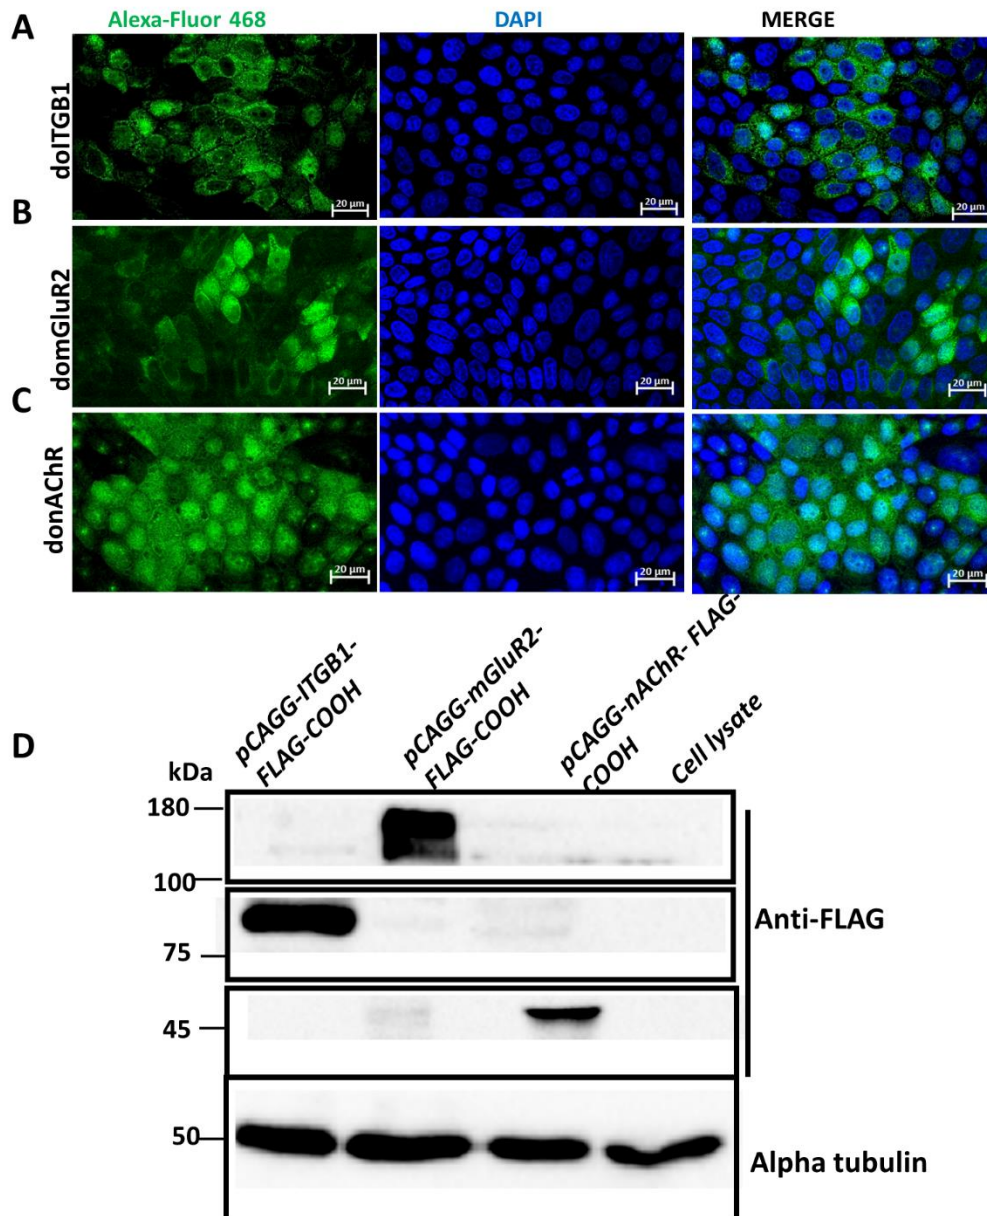 A
Alexa-Fluor 468
DAPI
MERGE
doITGB1
20 µm
20 µm
20 µm
B
domGluR2
20 µm
20 µm
20 µm
C
donAChR
20 µm
20 µm
20 µm
D
pCAGG-ITGB1-
FLAG-COOH
pCAGG-mGluR2-
FLAG-COOH
pCAGG-nAChR- FLAG-
COOH
Cell lysate
kDa
180
100
75
45
Anti-FLAG
50
Alpha tubulin